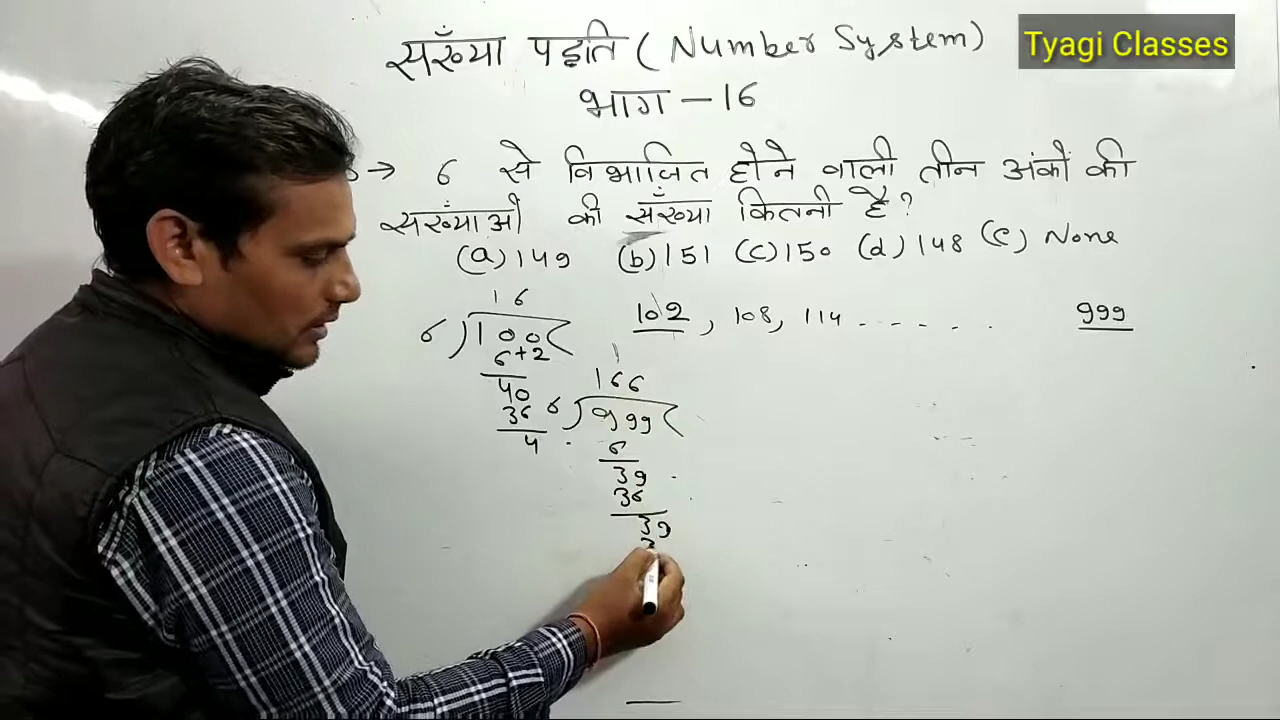 सँख्या पद्धति ( Number System)
Tyagi Classes
भाग - 16
→ 6 से विभाजित होने वाली तीन अंकों की
सख्याँओं की सँख्या कितनी है ?
(a) 149 (b) 151 (c) 150 (d) 148 (e) None
16
6 ) 100 (
6+2
40
36
4
102, 108, 114 - - - - - . 999
166
6 ) 999 (
6
39
36
39